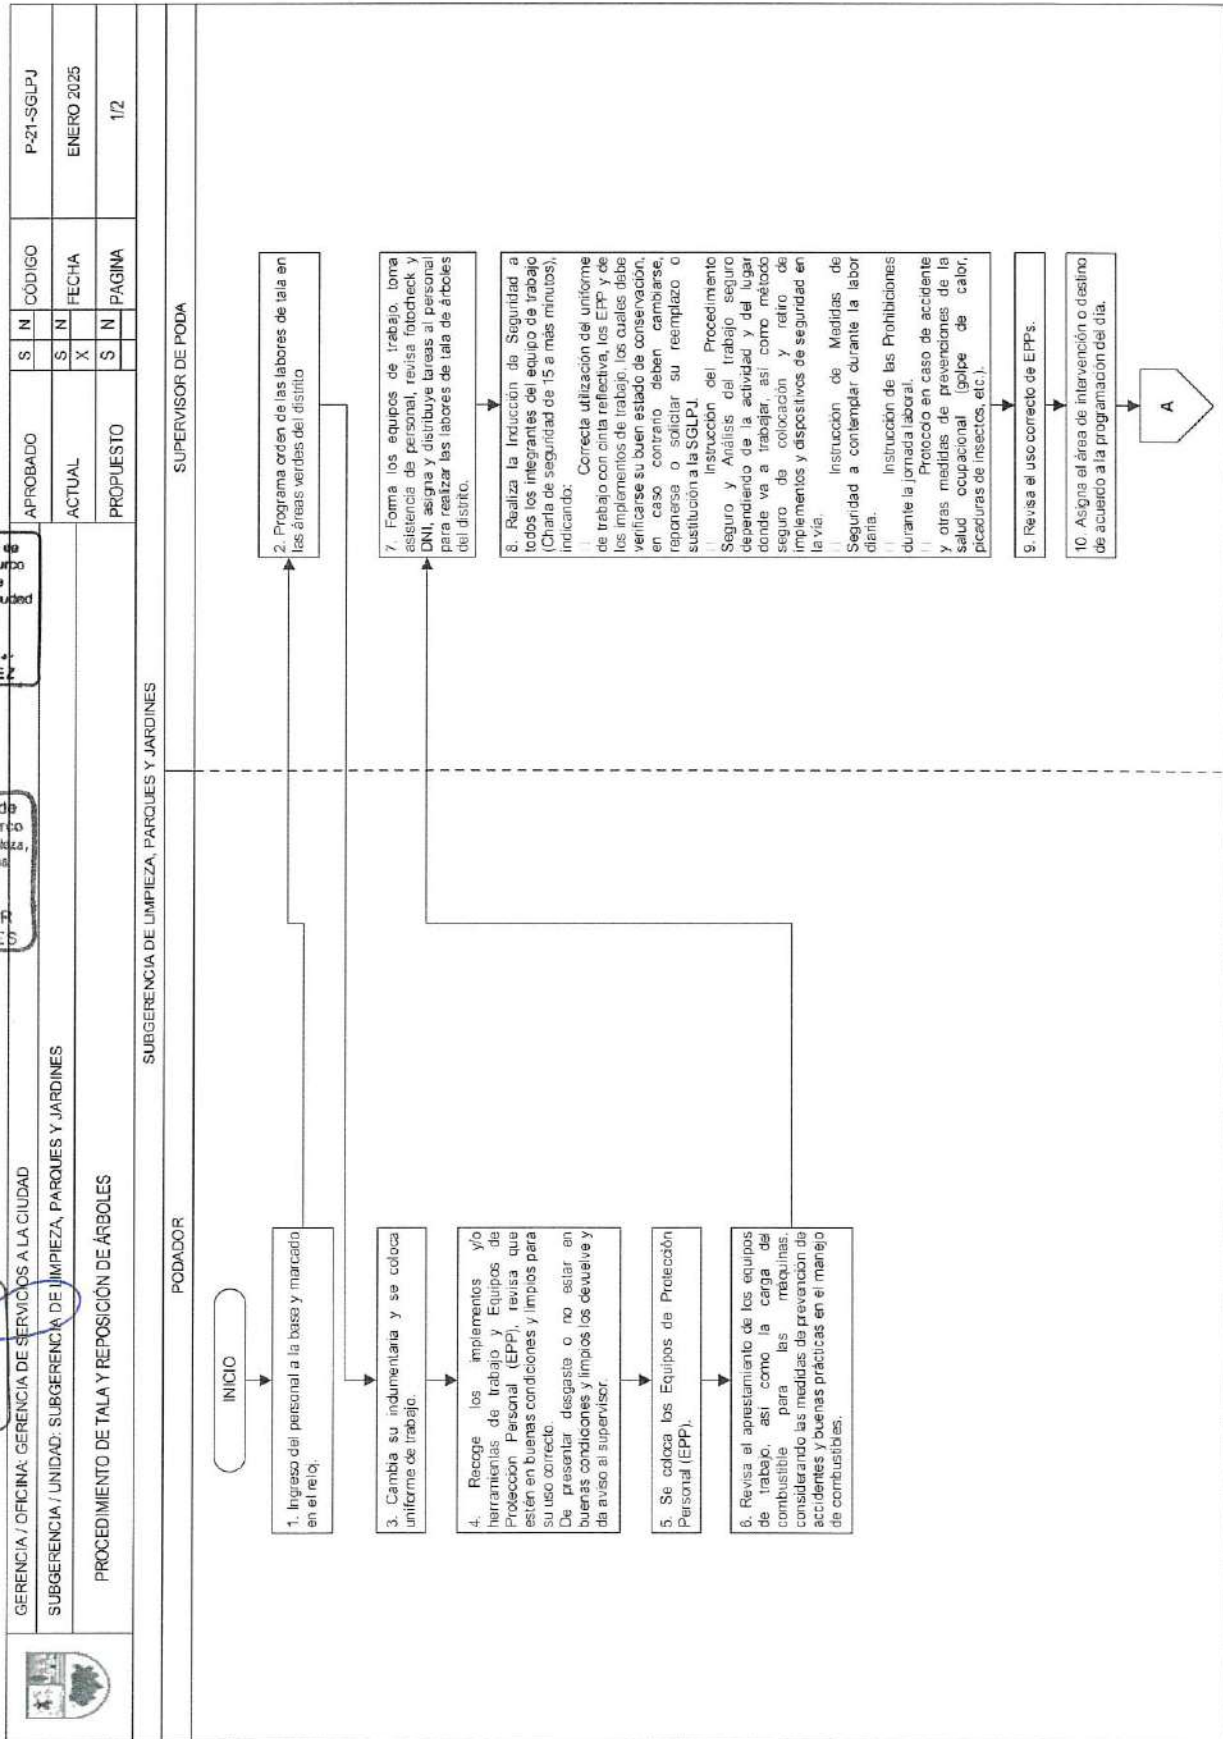 GERENCIA / OFICINA: GERENCIA DE SERVICIOS A LA CIUDAD
APROBADO
S N
CÓDIGO
P-21-SGLPJ
SUBGERENCIA / UNIDAD: SUBGERENCIA DE LIMPIEZA, PARQUES Y JARDINES
ACTUAL
S N
X
FECHA
ENERO 2025
PROCEDIMIENTO DE TALA Y REPOSICIÓN DE ÁRBOLES
PROPUESTO
S N
PAGINA
1/2
SUBGERENCIA DE LIMPIEZA, PARQUES Y JARDINES
PODADOR
SUPERVISOR DE PODA
INICIO
1. Ingreso del personal a la base y marcado
en el reloj.
2. Programa orden de las labores de tala en
las áreas verdes del distrito
3. Cambia su indumentaria y se coloca
uniforme de trabajo.
4. Recoge los implementos y/o
herramientas de trabajo y Equipos de
Protección Personal (EPP), revisa que
estén en buenas condiciones y limpios para
su uso correcto.
De presentar desgaste o no estar en
buenas condiciones y limpios los devuelve y
da aviso al supervisor.
5. Se coloca los Equipos de Protección
Personal (EPP).
6. Revisa el aprestamiento de los equipos
de trabajo, así como la carga del
combustible para las máquinas,
considerando las medidas de prevención de
accidentes y buenas prácticas en el manejo
de combustibles.
7. Forma los equipos de trabajo, toma
asistencia de personal, revisa fotocheck y
DNI, asigna y distribuye tareas al personal
para realizar las labores de tala de árboles
del distrito.
8. Realiza la Inducción de Seguridad a
todos los integrantes del equipo de trabajo
(Charla de seguridad de 15 a más minutos),
indicando:
Correcta utilización del uniforme
de trabajo con cinta reflectiva, los EPP y de
los implementos de trabajo, los cuales debe
verificarse su buen estado de conservación,
en caso contrario deben cambiarse,
reponerse o solicitar su reemplazo o
sustitución a la SGLPJ.
Instrucción del Procedimiento
Seguro y Análisis del trabajo seguro
dependiendo de la actividad y del lugar
donde va a trabajar, así como método
seguro de colocación y retiro de
implementos y dispositivos de seguridad en
la vía.
Instrucción de Medidas de
Seguridad a contemplar durante la labor
diaria.
Instrucción de las Prohibiciones
durante la jornada laboral.
Protocolo en caso de accidente
y otras medidas de prevenciones de la
salud ocupacional (golpe de calor,
picaduras de insectos, etc.).
9. Revisa el uso correcto de EPPs.
10. Asigna el área de intervención o destino
de acuerdo a la programación del día.
A